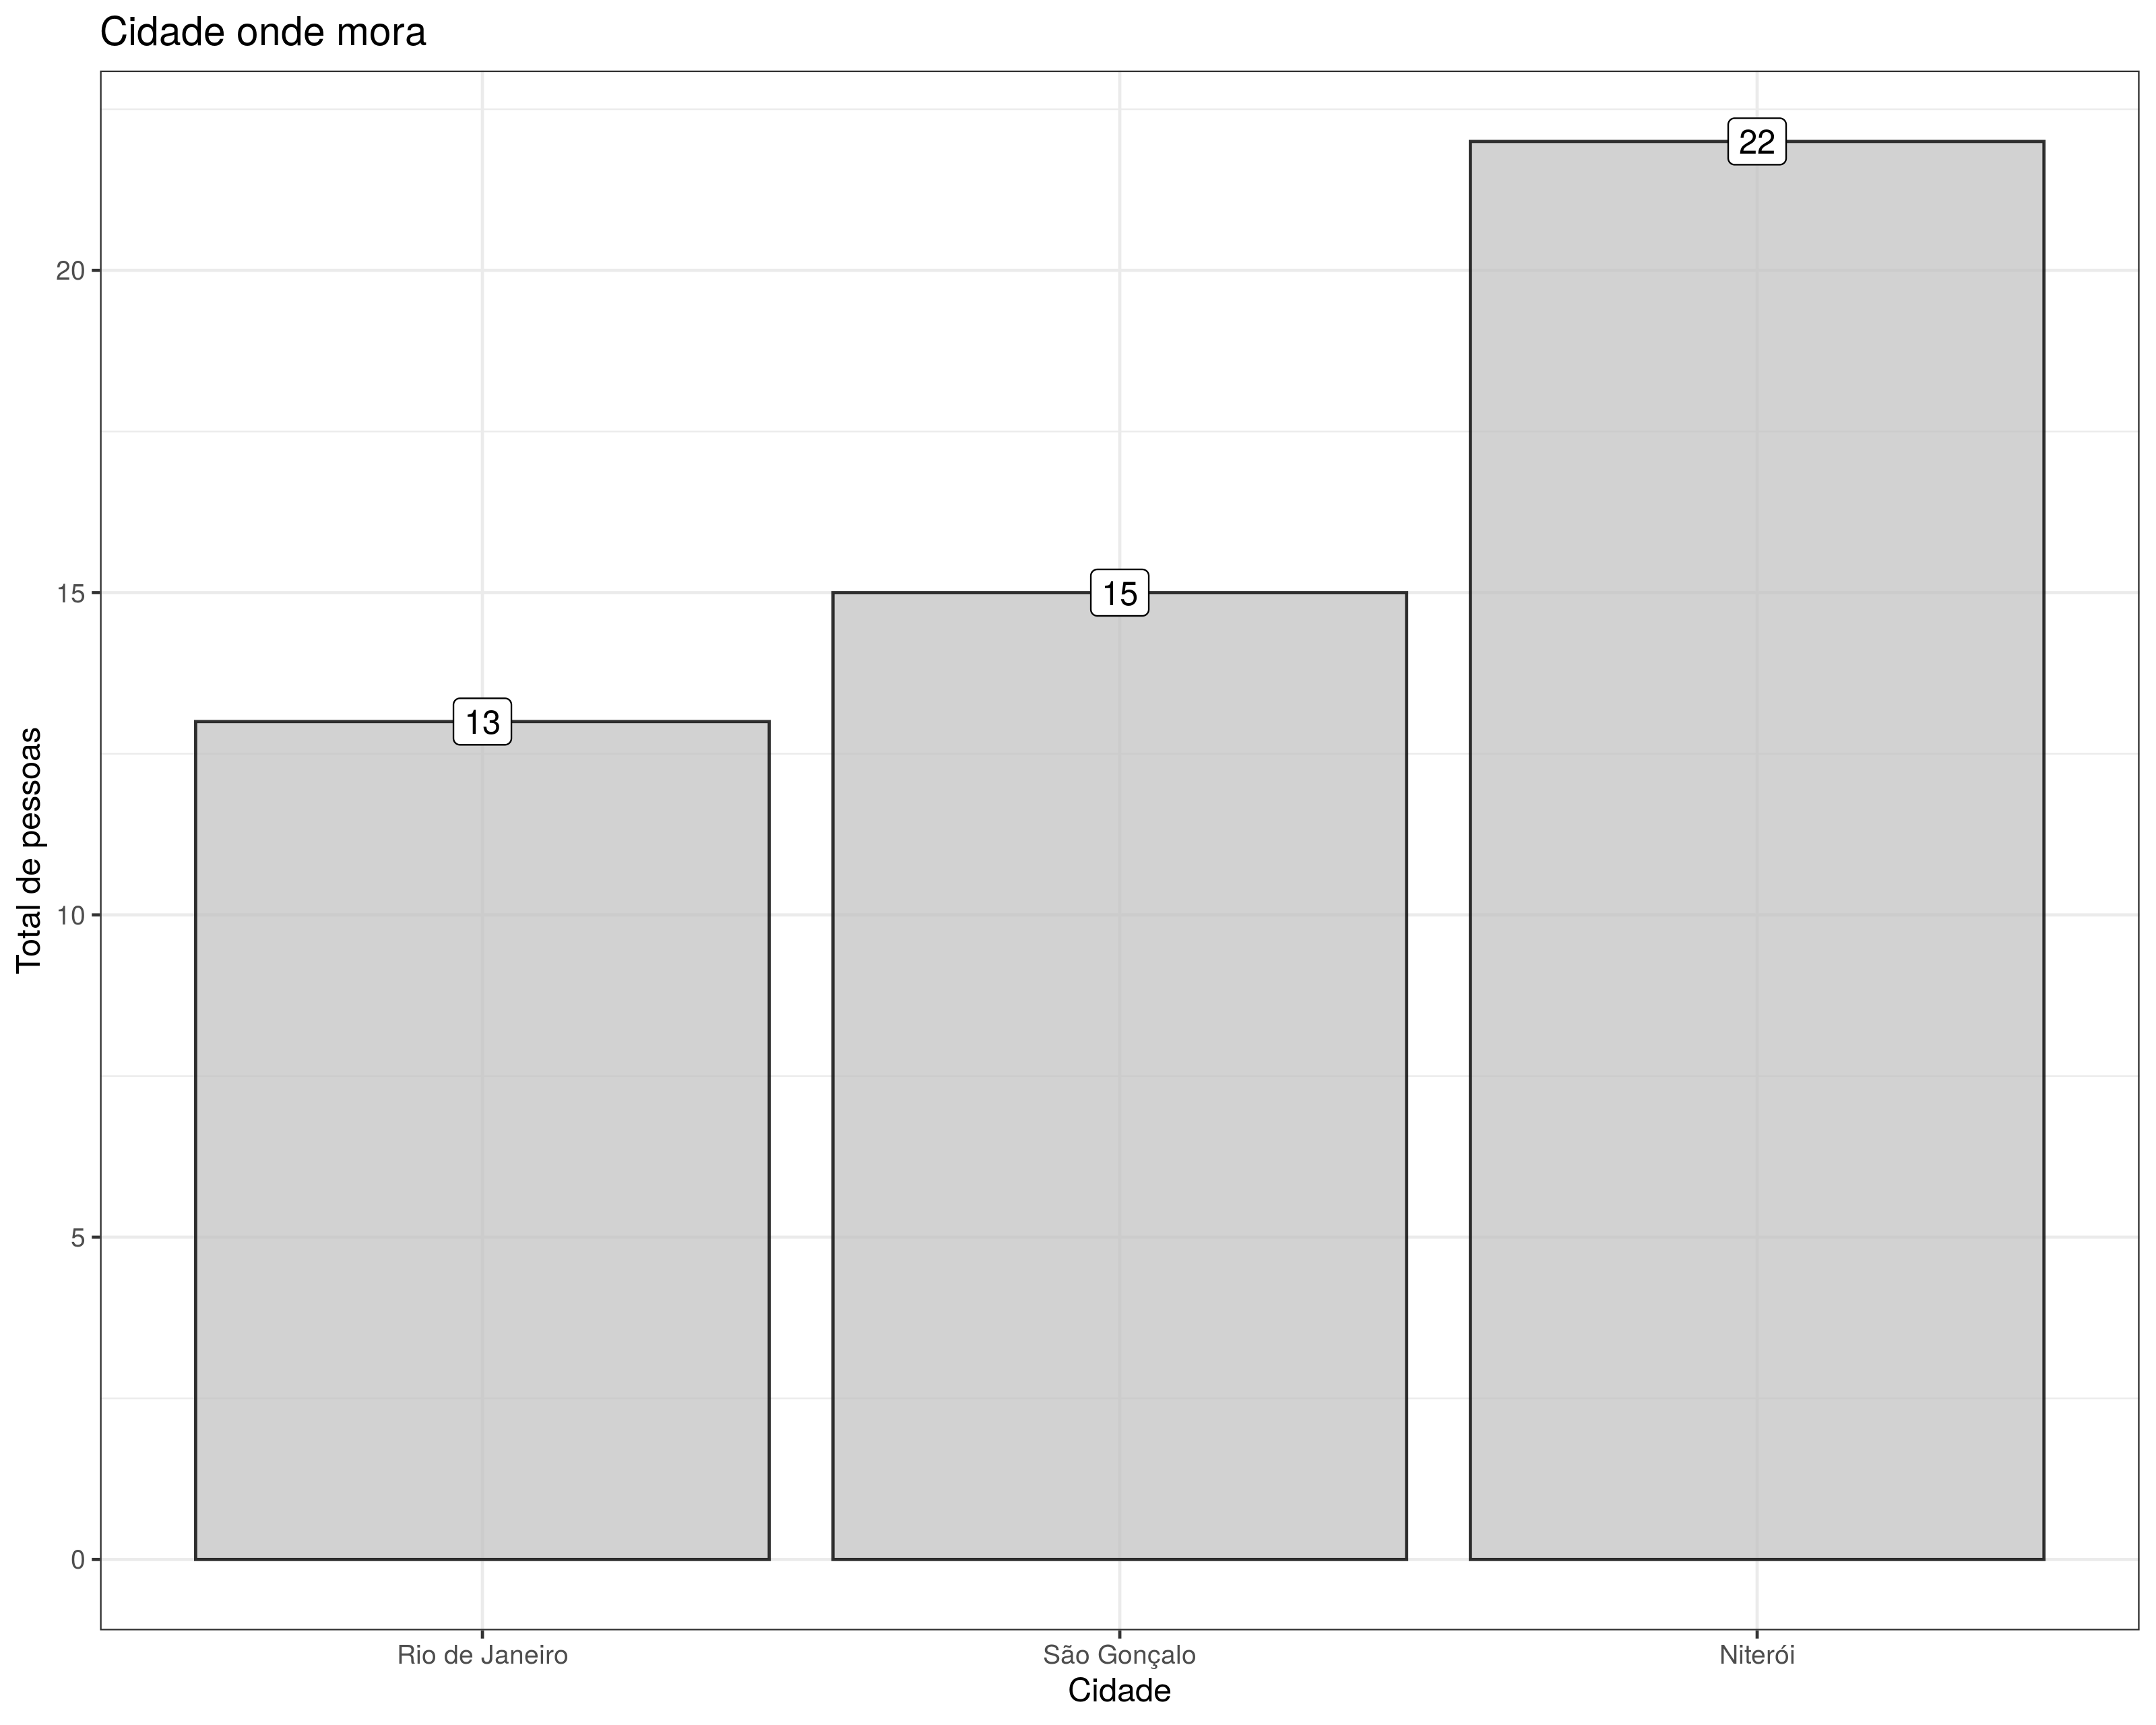 Cidade onde mora
22
20
15
15
13
Total de pessoas
10
5
0
Rio de Janeiro
São Gonçalo
Niterói
Cidade